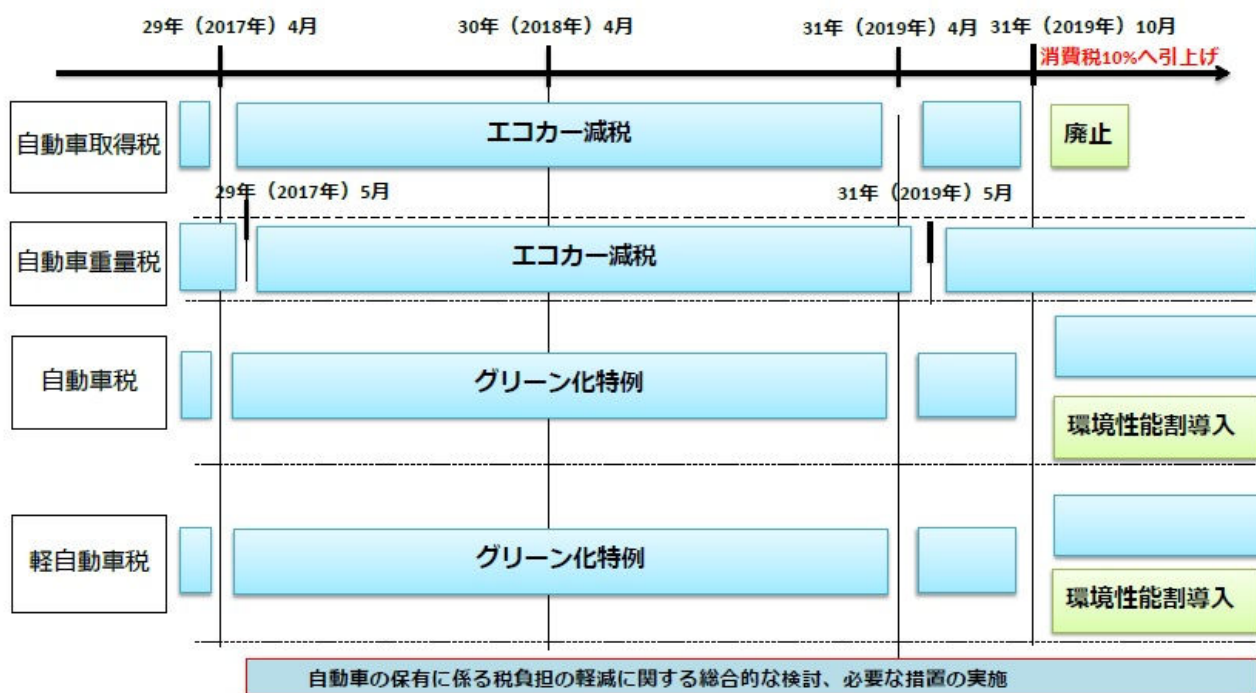 29年（2017年）4月
30年（2018年）4月
31年（2019年）4月
31年（2019年）10月
消費税10%へ引上げ
自動車取得税
エコカー減税
廃止
29年（2017年）5月
31年（2019年）5月
自動車重量税
エコカー減税
自動車税
グリーン化特例
環境性能割導入
軽自動車税
グリーン化特例
環境性能割導入
自動車の保有に係る税負担の軽減に関する総合的な検討、必要な措置の実施